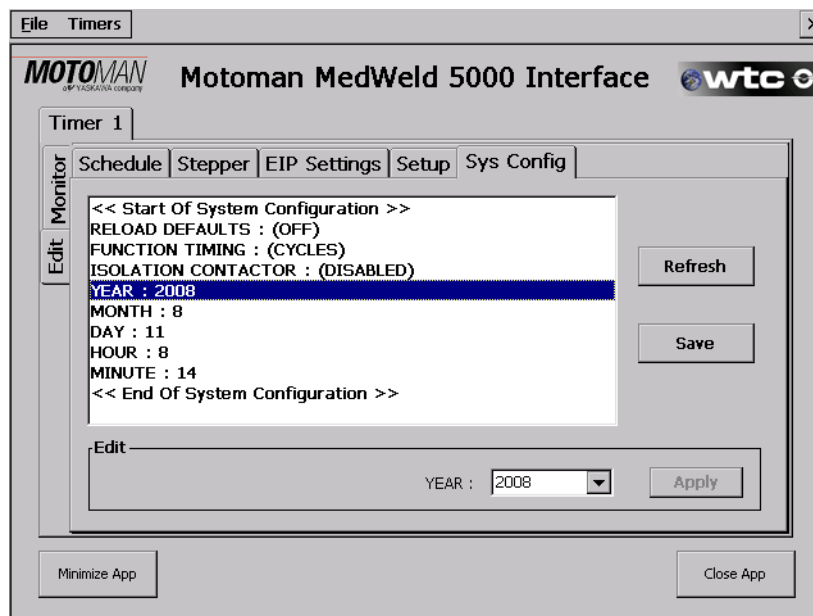 File Timers
MOTOMAN
a YASKAWA company
Motoman MedWeld 5000 Interface
wtc
Timer 1
Monitor
Edit
Schedule Stepper EIP Settings Setup Sys Config
<< Start Of System Configuration >>
RELOAD DEFAULTS : (OFF)
FUNCTION TIMING : (CYCLES)
ISOLATION CONTACTOR : (DISABLED)
YEAR : 2008
MONTH : 8
DAY : 11
HOUR : 8
MINUTE : 14
<< End Of System Configuration >>
Refresh
Save
Edit
YEAR : 2008
Apply
Minimize App
Close App